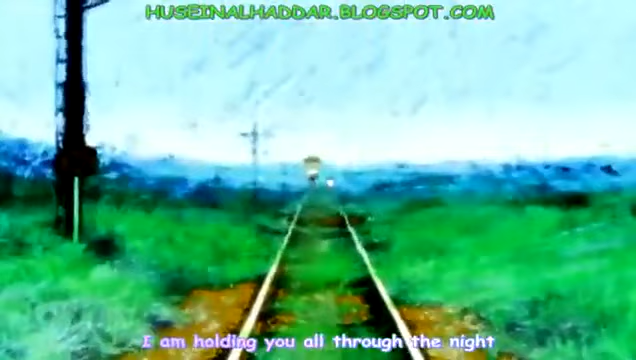 HUSEINALHADDAR.BLOGSPOT.COM
I am holding you all through the night